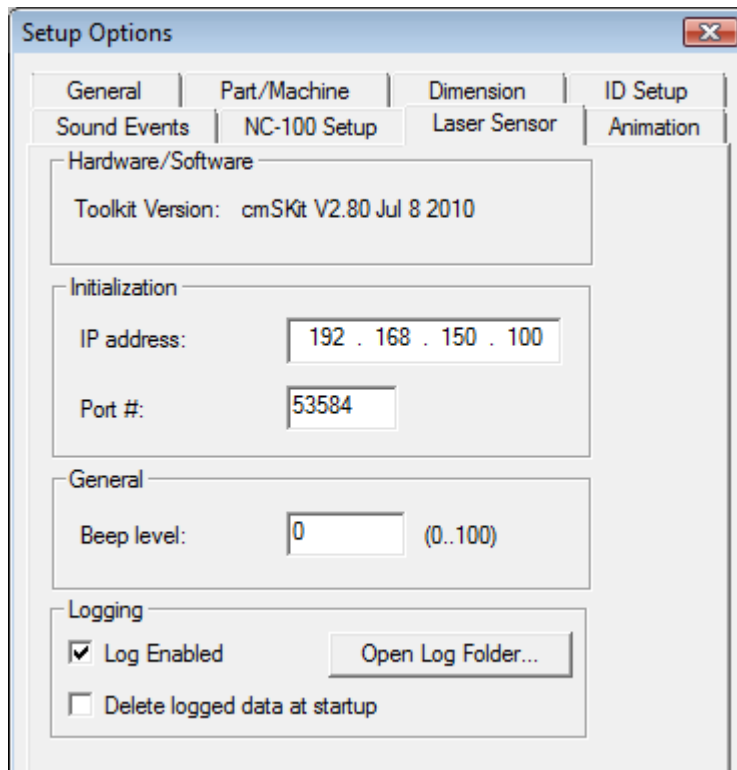 Setup Options
General Part/Machine Dimension ID Setup
Sound Events NC-100 Setup Laser Sensor Animation
Hardware/Software
Toolkit Version: cmSKit V2.80 Jul 8 2010
Initialization
IP address: 192 . 168 . 150 . 100
Port #: 53584
General
Beep level: 0 (0..100)
Logging
Log Enabled Open Log Folder...
Delete logged data at startup